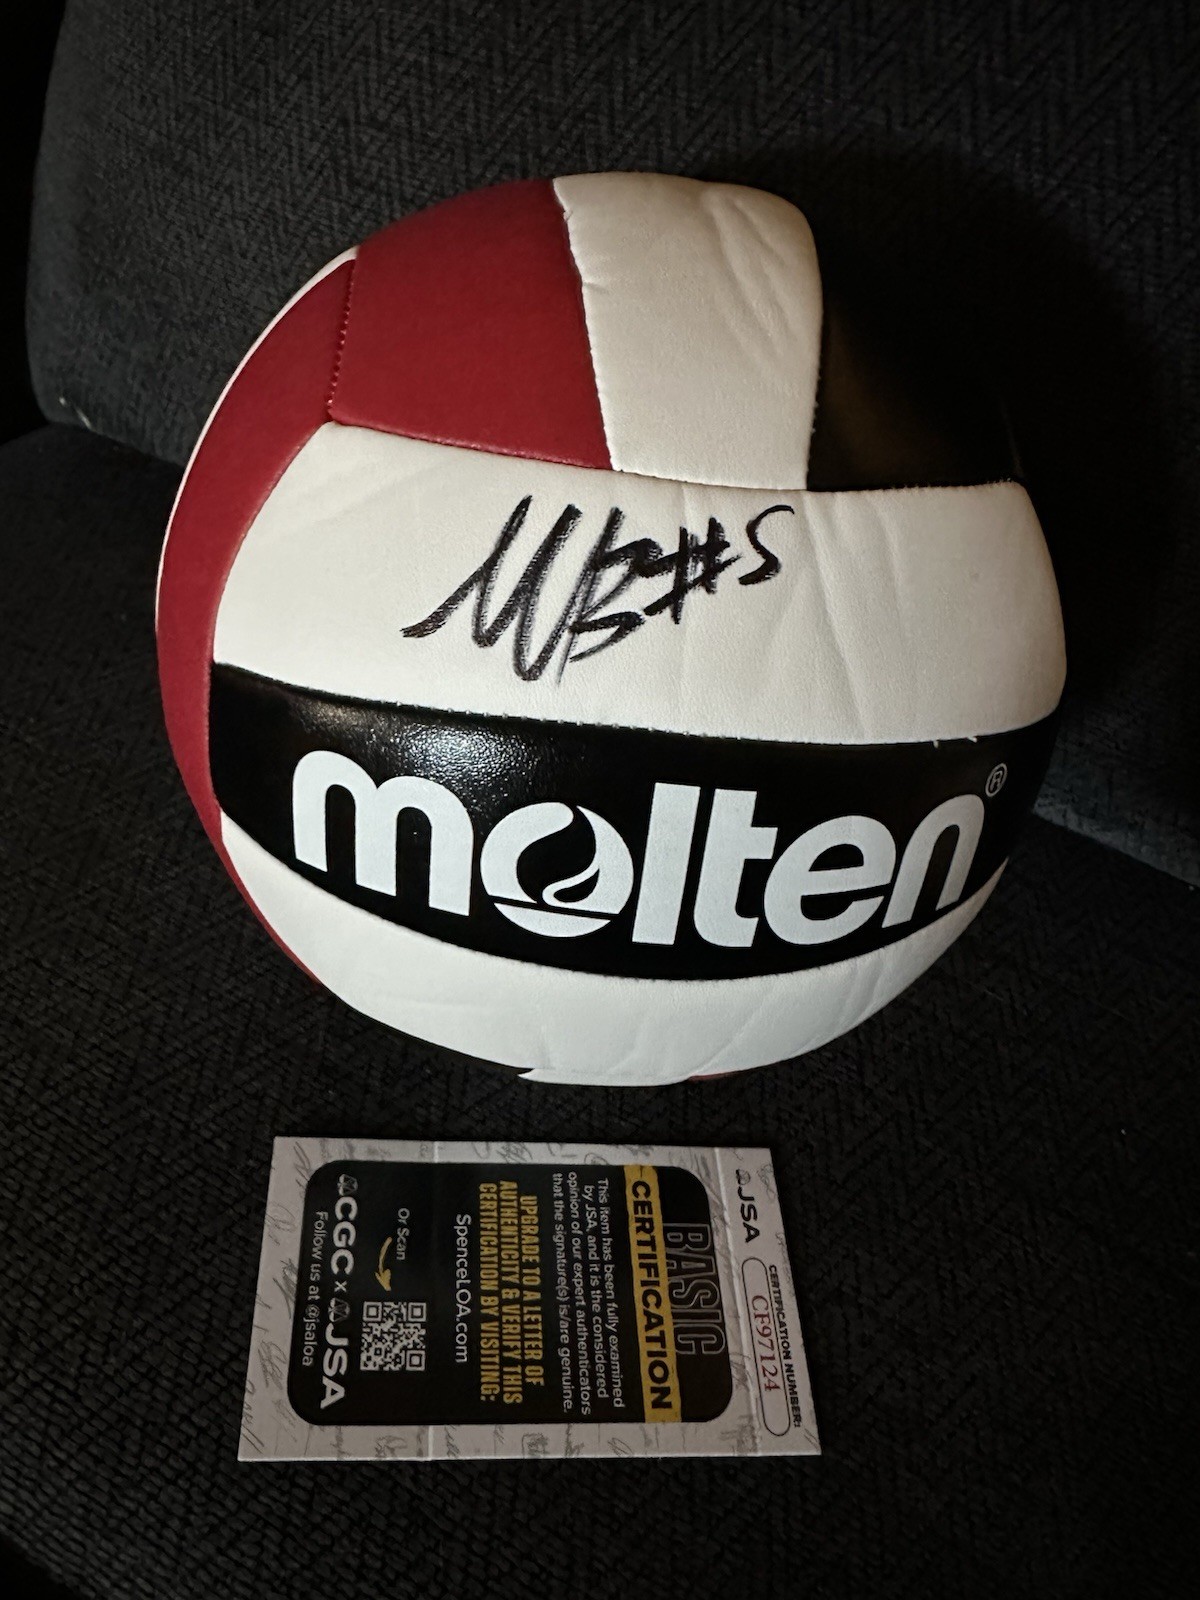 #5
molten®
JSA
CERTIFICATION NUMBER:
CF97124
BASIC
CERTIFICATION
This item has been fully examined
by JSA, and it is the considered
opinion of our expert authenticators
that the signature(s) is/are genuine.
UPGRADE TO A LETTER OF
AUTHENTICITY & VERIFY THIS
CERTIFICATION BY VISITING:
SpenceLOA.com
Or Scan
CGC x JSA
Follow us at @jsaloa